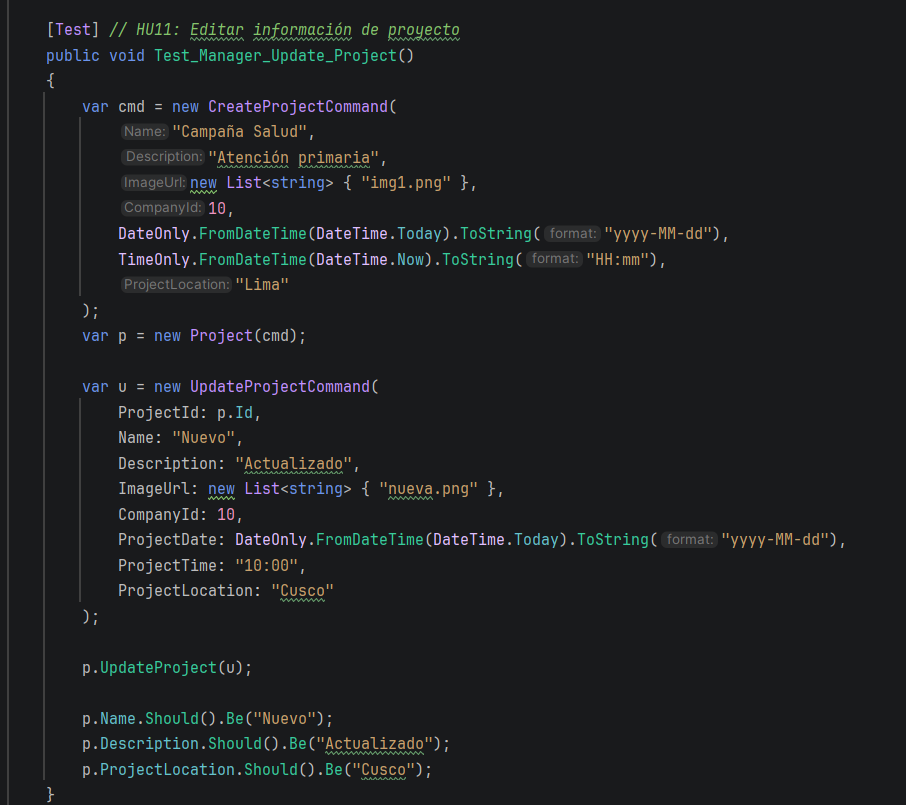 [Test] // HU11: Editar información de proyecto
public void Test_Manager_Update_Project()
{
var cmd = new CreateProjectCommand(
Name: "Campaña Salud",
Description: "Atención primaria",
ImageUrl: new List<string> { "img1.png" },
CompanyId: 10,
DateOnly.FromDateTime(DateTime.Today).ToString( format: "yyyy-MM-dd"),
TimeOnly.FromDateTime(DateTime.Now).ToString( format: "HH:mm"),
ProjectLocation: "Lima"
);
var p = new Project(cmd);
var u = new UpdateProjectCommand(
ProjectId: p.Id,
Name: "Nuevo",
Description: "Actualizado",
ImageUrl: new List<string> { "nueva.png" },
CompanyId: 10,
ProjectDate: DateOnly.FromDateTime(DateTime.Today).ToString( format: "yyyy-MM-dd"),
ProjectTime: "10:00",
ProjectLocation: "Cusco"
);
p.UpdateProject(u);
p.Name.Should().Be("Nuevo");
p.Description.Should().Be("Actualizado");
p.ProjectLocation.Should().Be("Cusco");
}